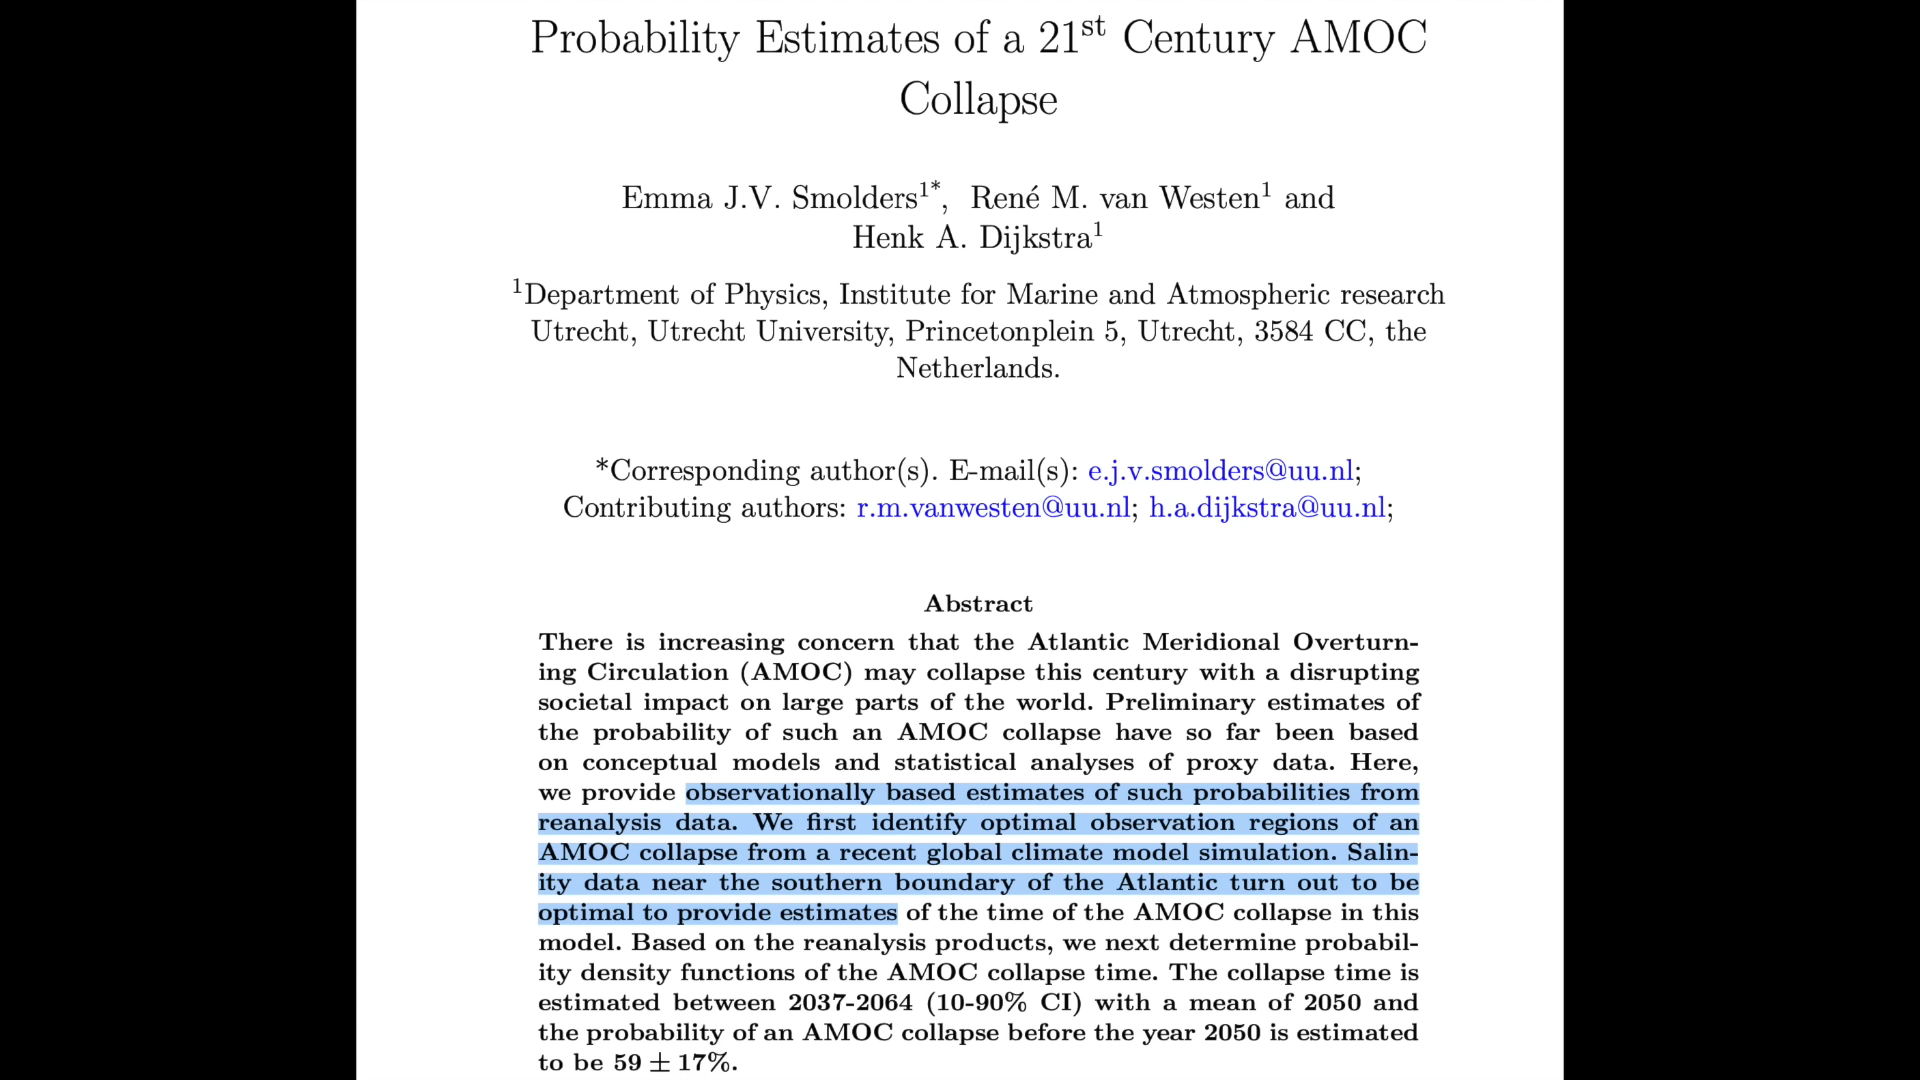 Probability Estimates of a 21st Century AMOC
Collapse
Emma J.V. Smolders1*, René M. van Westen1 and
Henk A. Dijkstra1
1Department of Physics, Institute for Marine and Atmospheric research
Utrecht, Utrecht University, Princetonplein 5, Utrecht, 3584 CC, the
Netherlands.
*Corresponding author(s). E-mail(s): e.j.v.smolders@uu.nl;
Contributing authors: r.m.vanwesten@uu.nl; h.a.dijkstra@uu.nl;
Abstract
There is increasing concern that the Atlantic Meridional Overturn-
ing Circulation (AMOC) may collapse this century with a disrupting
societal impact on large parts of the world. Preliminary estimates of
the probability of such an AMOC collapse have so far been based
on conceptual models and statistical analyses of proxy data. Here,
we provide observationally based estimates of such probabilities from
reanalysis data. We first identify optimal observation regions of an
AMOC collapse from a recent global climate model simulation. Salin-
ity data near the southern boundary of the Atlantic turn out to be
optimal to provide estimates of the time of the AMOC collapse in this
model. Based on the reanalysis products, we next determine probabil-
ity density functions of the AMOC collapse time. The collapse time is
estimated between 2037-2064 (10-90% CI) with a mean of 2050 and
the probability of an AMOC collapse before the year 2050 is estimated
to be 59 ± 17%.